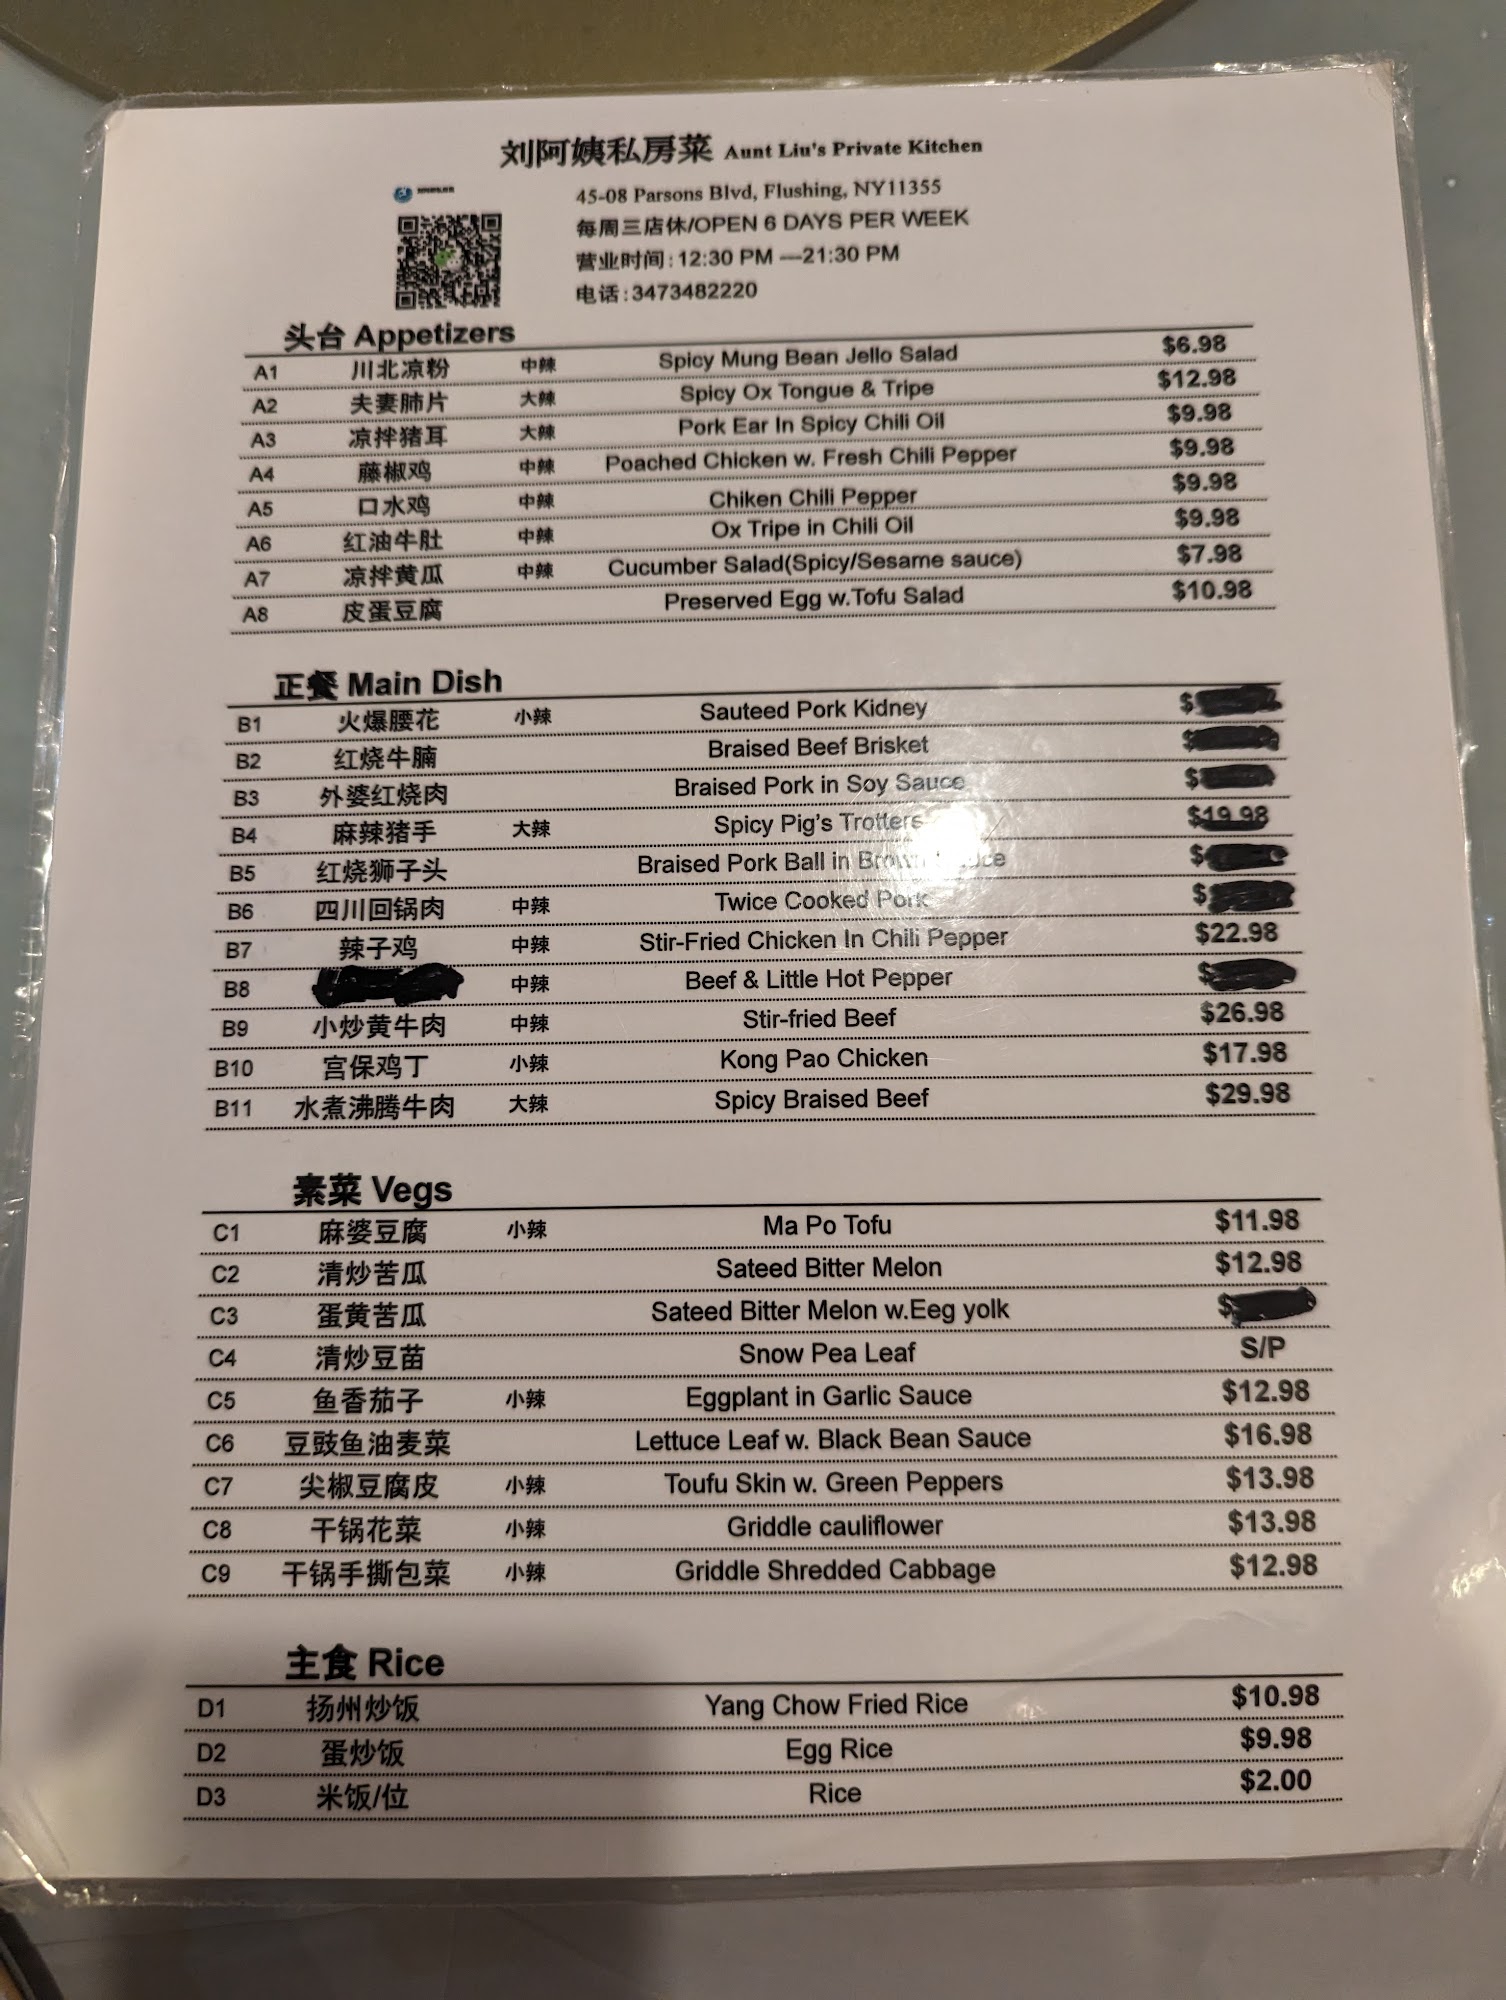 刘阿姨私房菜 Aunt Liu's Private Kitchen
45-08 Parsons Blvd, Flushing, NY11355
每周三店休/OPEN 6 DAYS PER WEEK
营业时间:12:30 PM —21:30 PM
电话:3473482220
头台 Appetizers
A1 川北凉粉 中辣 Spicy Mung Bean Jello Salad $6.98
A2 夫妻肺片 大辣 Spicy Ox Tongue & Tripe $12.98
A3 凉拌猪耳 大辣 Pork Ear In Spicy Chili Oil $9.98
A4 藤椒鸡 中辣 Poached Chicken w. Fresh Chili Pepper $9.98
A5 口水鸡 中辣 Chiken Chili Pepper $9.98
A6 红油牛肚 中辣 Ox Tripe in Chili Oil $9.98
A7 凉拌黄瓜 中辣 Cucumber Salad(Spicy/Sesame sauce) $7.98
A8 皮蛋豆腐 Preserved Egg w.Tofu Salad $10.98
正餐 Main Dish
B1 火爆腰花 小辣 Sauteed Pork Kidney $
B2 红烧牛腩 Braised Beef Brisket $
B3 外婆红烧肉 Braised Pork in Soy Sauce $
B4 麻辣猪手 大辣 Spicy Pig's Trotters $19.98
B5 红烧狮子头 Braised Pork Ball in Brown $
B6 四川回锅肉 中辣 Twice Cooked Pork $
B7 辣子鸡 中辣 Stir-Fried Chicken In Chili Pepper $22.98
B8 中辣 Beef & Little Hot Pepper $
B9 小炒黄牛肉 中辣 Stir-fried Beef $26.98
B10 宫保鸡丁 小辣 Kong Pao Chicken $17.98
B11 水煮沸腾牛肉 大辣 Spicy Braised Beef $29.98
素菜 Vegs
C1 麻婆豆腐 小辣 Ma Po Tofu $11.98
C2 清炒苦瓜 Sateed Bitter Melon $12.98
C3 蛋黄苦瓜 Sateed Bitter Melon w.Eeg yolk $
C4 清炒豆苗 Snow Pea Leaf S/P
C5 鱼香茄子 小辣 Eggplant in Garlic Sauce $12.98
C6 豆豉鱼油麦菜 Lettuce Leaf w. Black Bean Sauce $16.98
C7 尖椒豆腐皮 小辣 Toufu Skin w. Green Peppers $13.98
C8 干锅花菜 小辣 Griddle cauliflower $13.98
C9 干锅手撕包菜 小辣 Griddle Shredded Cabbage $12.98
主食 Rice
D1 扬州炒饭 Yang Chow Fried Rice $10.98
D2 蛋炒饭 Egg Rice $9.98
D3 米饭/位 Rice $2.00